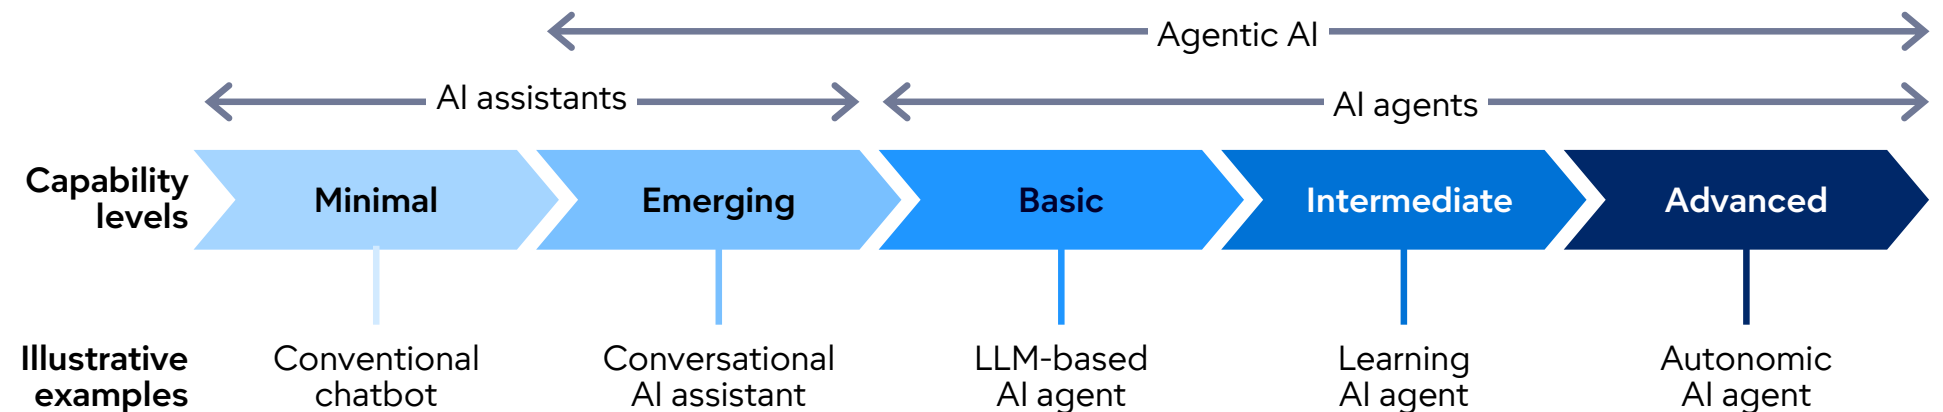 Agentic AI
AI assistants
AI agents
Capability
levels
Minimal
Emerging
Basic
Intermediate
Advanced
Illustrative
examples
Conventional
chatbot
Conversational
AI assistant
LLM-based
AI agent
Learning
AI agent
Autonomic
AI agent